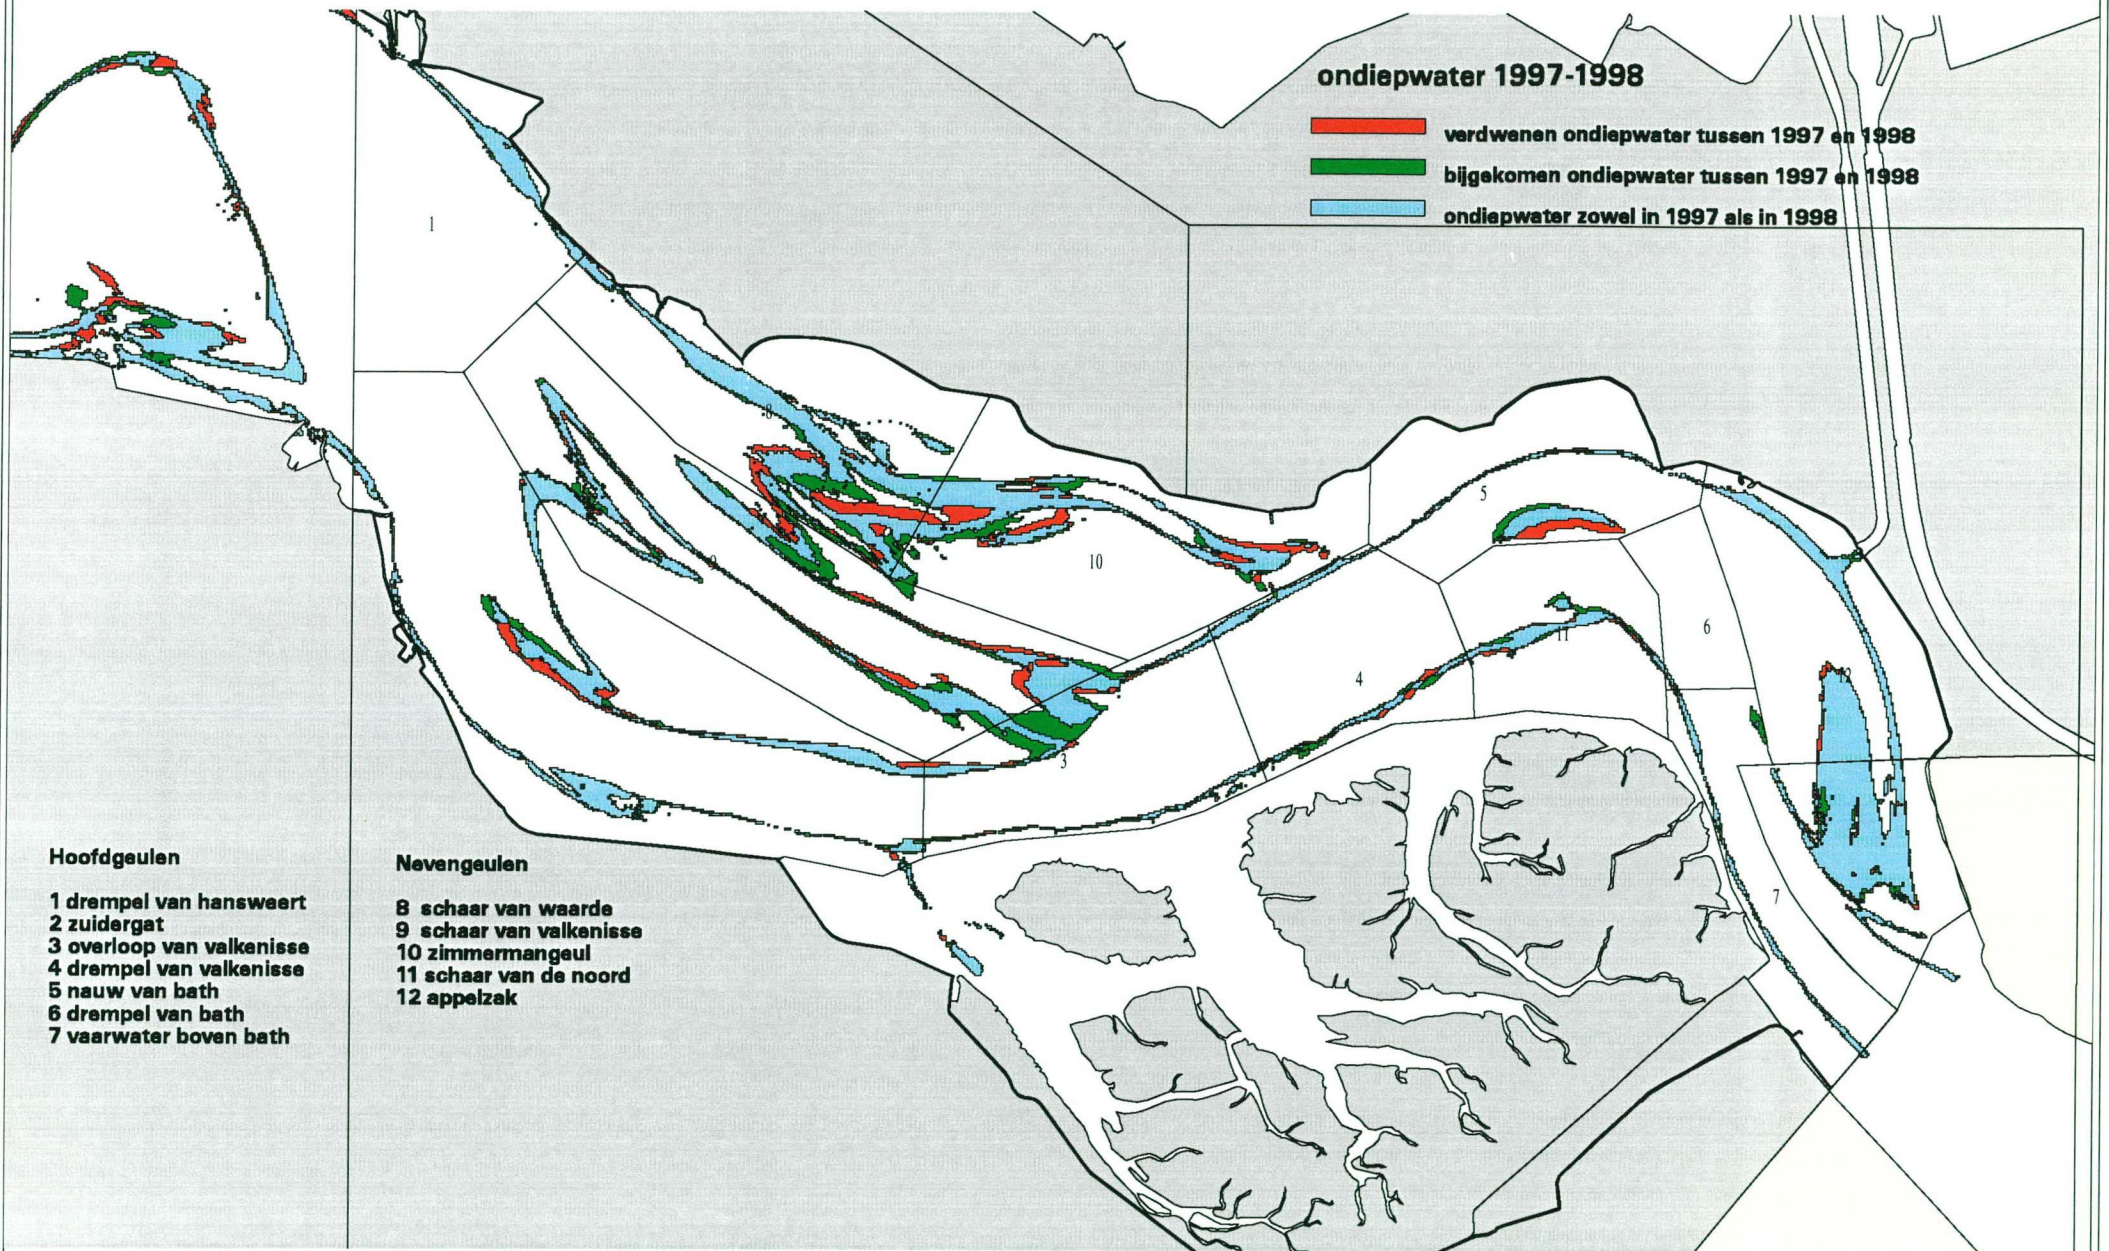 ondiepwater 1997-1998
verdwenen ondiepwater tussen 1997 en 1998
bijgekomen ondiepwater tussen 1997 en 1998
ondiepwater zowel in 1997 als in 1998
1
8
9
10
5
11
6
4
12
3
7
Hoofdgeulen
1 drempel van hansweert
2 zuidergat
3 overloop van valkenisse
4 drempel van valkenisse
5 nauw van bath
6 drempel van bath
7 vaarwater boven bath
Nevengeulen
8 schaar van waarde
9 schaar van valkenisse
10 zimmermangeul
11 schaar van de noord
12 appelzak